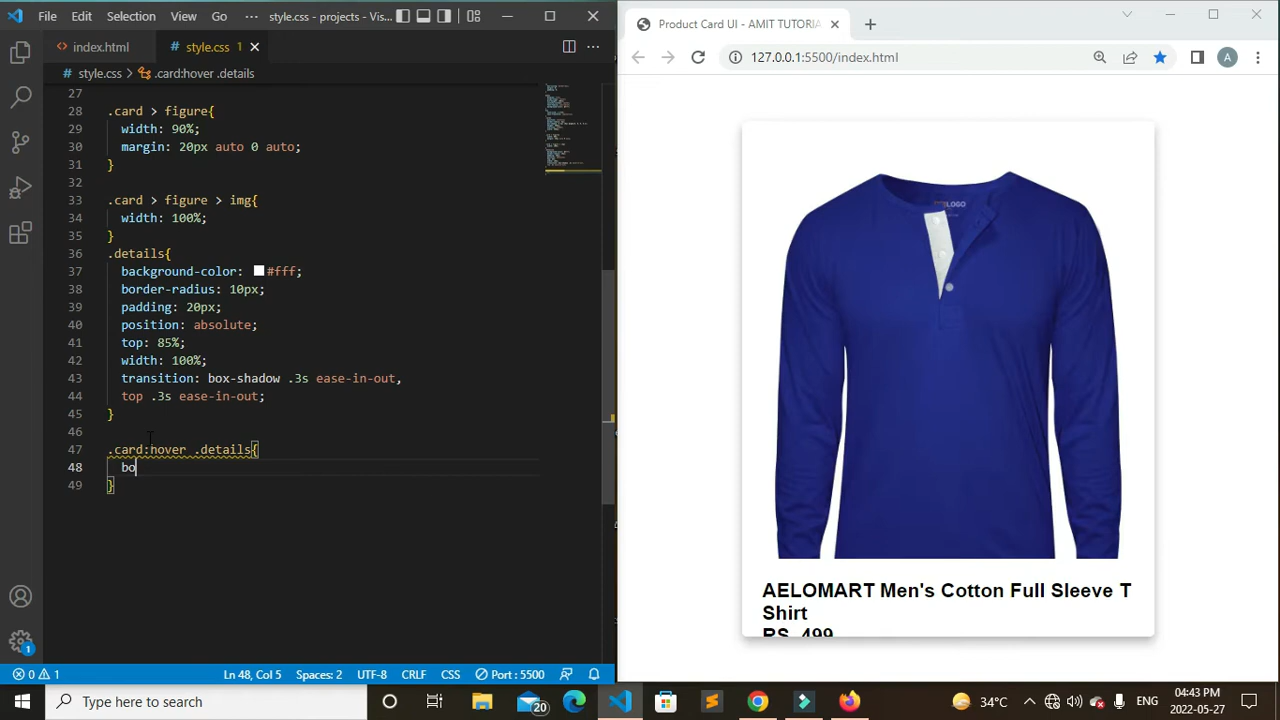 File Edit Selection View Go ... style.css - projects - Vis...
index.html style.css 1
style.css > .card:hover .details
27
28 .card > figure{
29 width: 90%;
30 margin: 20px auto 0 auto;
31 }
32
33 .card > figure > img{
34 width: 100%;
35 }
36 .details{
37 background-color: #fff;
38 border-radius: 10px;
39 padding: 20px;
40 position: absolute;
41 top: 85%;
42 width: 100%;
43 transition: box-shadow .3s ease-in-out,
44 top .3s ease-in-out;
45 }
46
47 .card:hover .details{
48 bo
49 }
1
0 1 Ln 48, Col 5 Spaces: 2 UTF-8 CRLF CSS Port : 5500
Product Card UI - AMIT TUTORIA
127.0.0.1:5500/index.html
A
LOGO
AELOMART Men's Cotton Full Sleeve T
Shirt
RS. 499
Type here to search
20
34°C
ENG
04:43 PM
2022-05-27